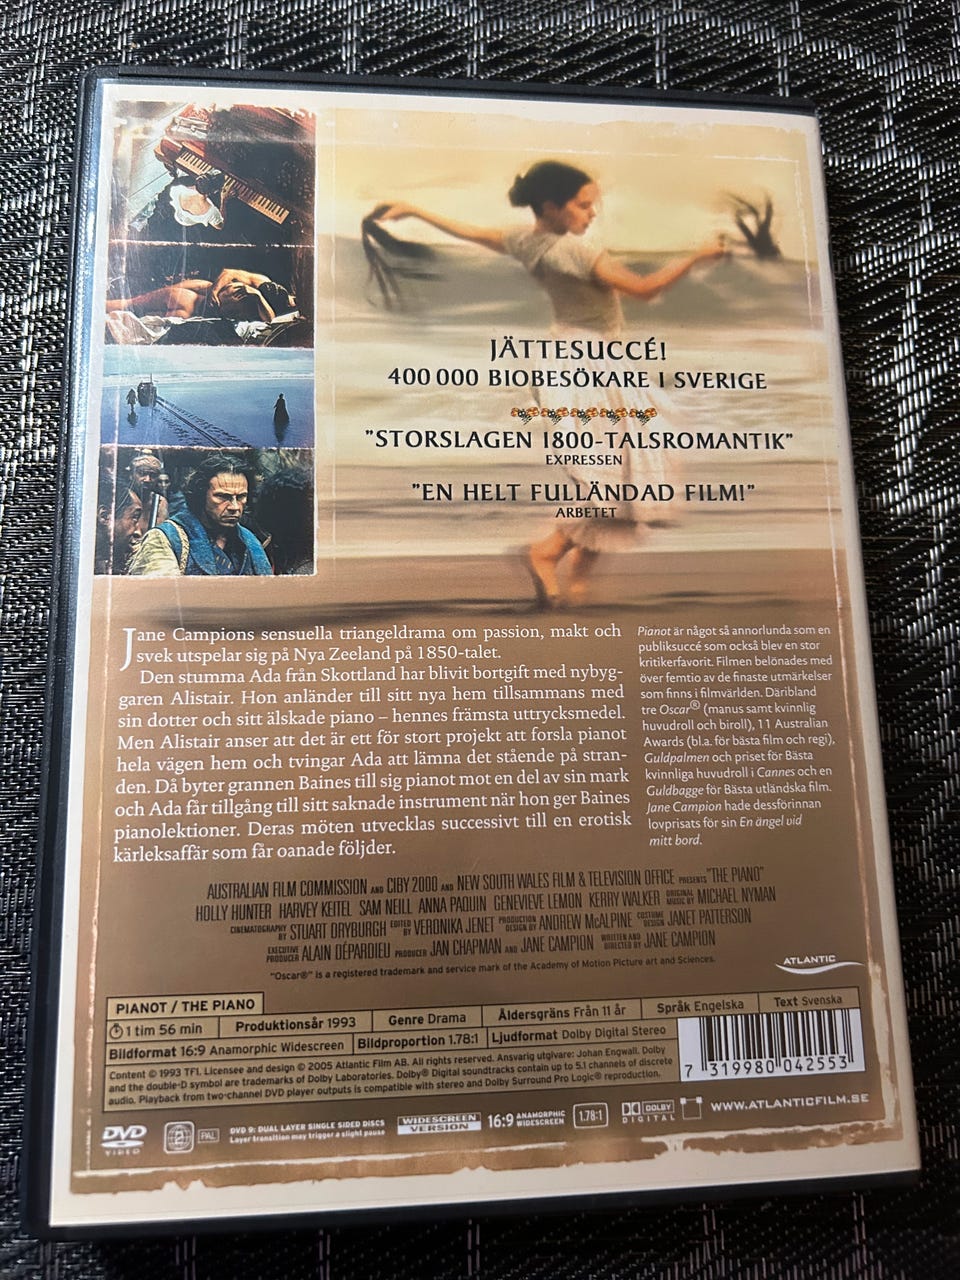 JÄTTESUCCÉ!
400 000 BIOBESÖKARE I SVERIGE
"STORSLAGEN 1800-TALSROMANTIK"
EXPRESSEN
"EN HELT FULLÄNDAD FILM!"
ARBETET
Jane Campions sensuella triangeldrama om passion, makt och
svek utspelar sig på Nya Zeeland på 1850-talet.
Den stumma Ada från Skottland har blivit bortgift med nybyg-
garen Alistair. Hon anländer till sitt nya hem tillsammans med
sin dotter och sitt älskade piano – hennes främsta uttrycksmedel.
Men Alistair anser att det är ett för stort projekt att forsla pianot
hela vägen hem och tvingar Ada att lämna det stående på stran-
den. Då byter grannen Baines till sig pianot mot en del av sin mark
och Ada får tillgång till sitt saknade instrument när hon ger Baines
pianolektioner. Deras möten utvecklas successivt till en erotisk
kärleksaffär som får oanade följder.
Pianot är något så annorlunda som en
publiksuccé som också blev en stor
kritikerfavorit. Filmen belönades med
över femtio av de finaste utmärkelser
som finns i filmvärlden. Däribland
tre Oscar® (manus samt kvinnlig
huvudroll och biroll), 11 Australian
Awards (bl.a. för bästa film och regi),
Guldpalmen och priset för Bästa
kvinnliga huvudroll i Cannes och en
Guldbagge för Bästa utländska film.
Jane Campion hade dessförinnan
lovprisats för sin En ängel vid
mitt bord.
AUSTRALIAN FILM COMMISSION AND CIBY 2000 AND NEW SOUTH WALES FILM & TELEVISION OFFICE PRESENTS "THE PIANO"
HOLLY HUNTER HARVEY KEITEL SAM NEILL ANNA PAQUIN GENEVIEVE LEMON KERRY WALKER ORIGINAL MUSIC BY MICHAEL NYMAN
CINEMATOGRAPHY BY STUART DRYBURGH EDITED BY VERONIKA JENET PRODUCTION DESIGN BY ANDREW McALPINE COSTUME DESIGN JANET PATTERSON
EXECUTIVE PRODUCER ALAIN DÉPARDIEU PRODUCER JAN CHAPMAN AND JANE CAMPION WRITTEN AND DIRECTED BY JANE CAMPION
"Oscar®" is a registered trademark and service mark of the Academy of Motion Picture art and Sciences.
ATLANTIC
PIANOT / THE PIANO
1 tim 56 min Produktionsår 1993 Genre Drama Åldersgräns Från 11 år Språk Engelska Text Svenska
Bildformat 16:9 Anamorphic Widescreen Bildproportion 1.78:1 Ljudformat Dolby Digital Stereo
Content © 1993 TF1. Licensee and design © 2005 Atlantic Film AB. All rights reserved. Ansvarig utgivare: Johan Engwall. Dolby
and the double-D symbol are trademarks of Dolby Laboratories. Dolby® Digital soundtracks contain up to 5.1 channels of discrete
audio. Playback from two-channel DVD player outputs is compatible with stereo and Dolby Surround Pro Logic® reproduction.
7 319980 042553
DVD VIDEO
2
PAL
DVD 9: DUAL LAYER SINGLE SIDED DISCS
Layer transition may trigger a slight pause
WIDESCREEN VERSION
16:9 ANAMORPHIC WIDESCREEN
1.78:1
DOLBY DIGITAL
WWW.ATLANTICFILM.SE